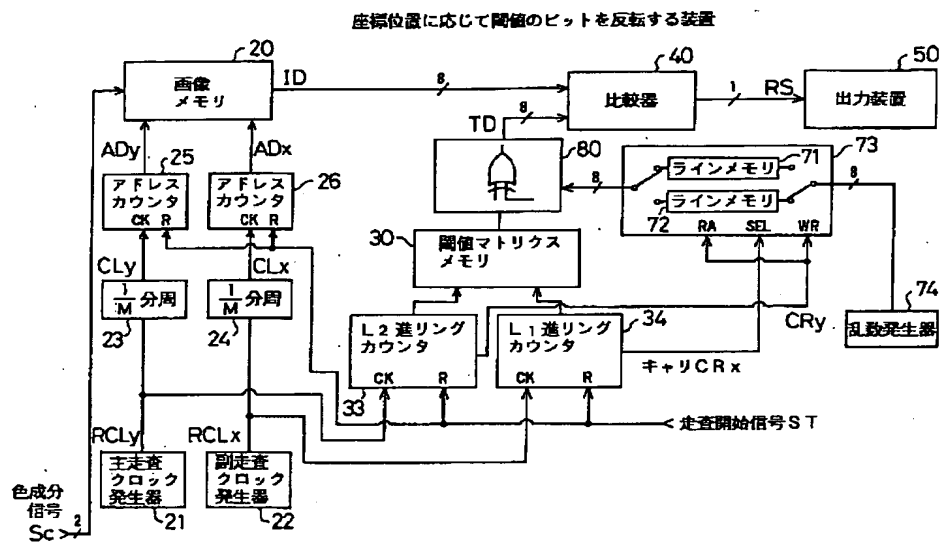 座標位置に応じて閾値のビットを反転する装置
20
画像
メモリ
ID
8
40
比較器
1
RS
50
出力装置
TD
8
80
8
ラインメモリ
71
ラインメモリ
72
73
RA
SEL
WR
8
ADy
ADx
25
アドレス
カウンタ
CK R
26
アドレス
カウンタ
CK R
30
閾値マトリクス
メモリ
CLy
CLx
1/M 分周
23
1/M 分周
24
L2進リング
カウンタ
CK R
33
L1進リング
カウンタ
CK R
34
CRy
74
乱数発生器
キャリCRx
走査開始信号ST
RCLy
RCLx
主走査
クロック
発生器
21
副走査
クロック
発生器
22
色成分
信号
Sc
2